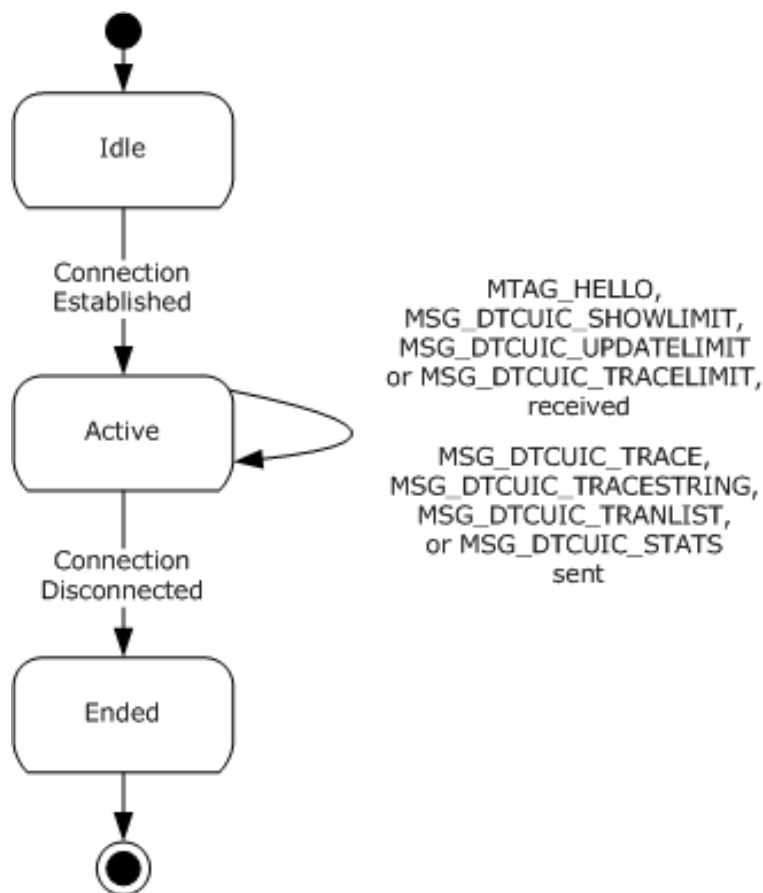 Idle
Connection
Established
MTAG_HELLO,
MSG_DTCUIC_SHOWLIMIT,
MSG_DTCUIC_UPDATELIMIT
or MSG_DTCUIC_TRACELIMIT,
received
Active
MSG_DTCUIC_TRACE,
MSG_DTCUIC_TRACESTRING,
MSG_DTCUIC_TRANLIST,
or MSG_DTCUIC_STATS
sent
Connection
Disconnected
Ended